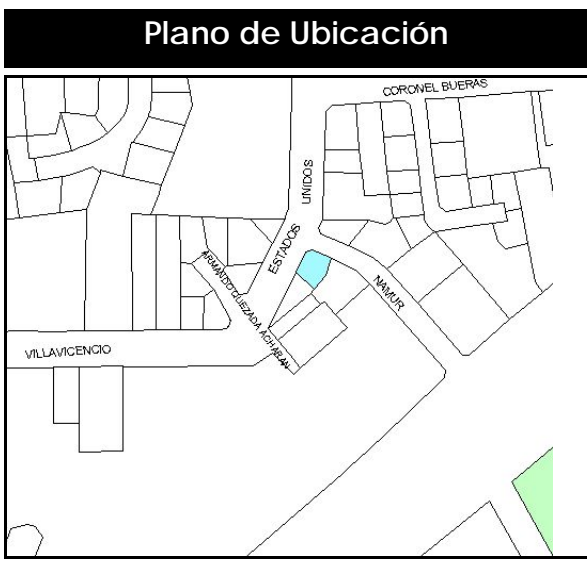 Plano de Ubicación
CORONEL BUERAS
UNIDOS
ESTADOS
ARMANDO QUEZADA ACHARAN
NAMUR
VILLAVICENCIO